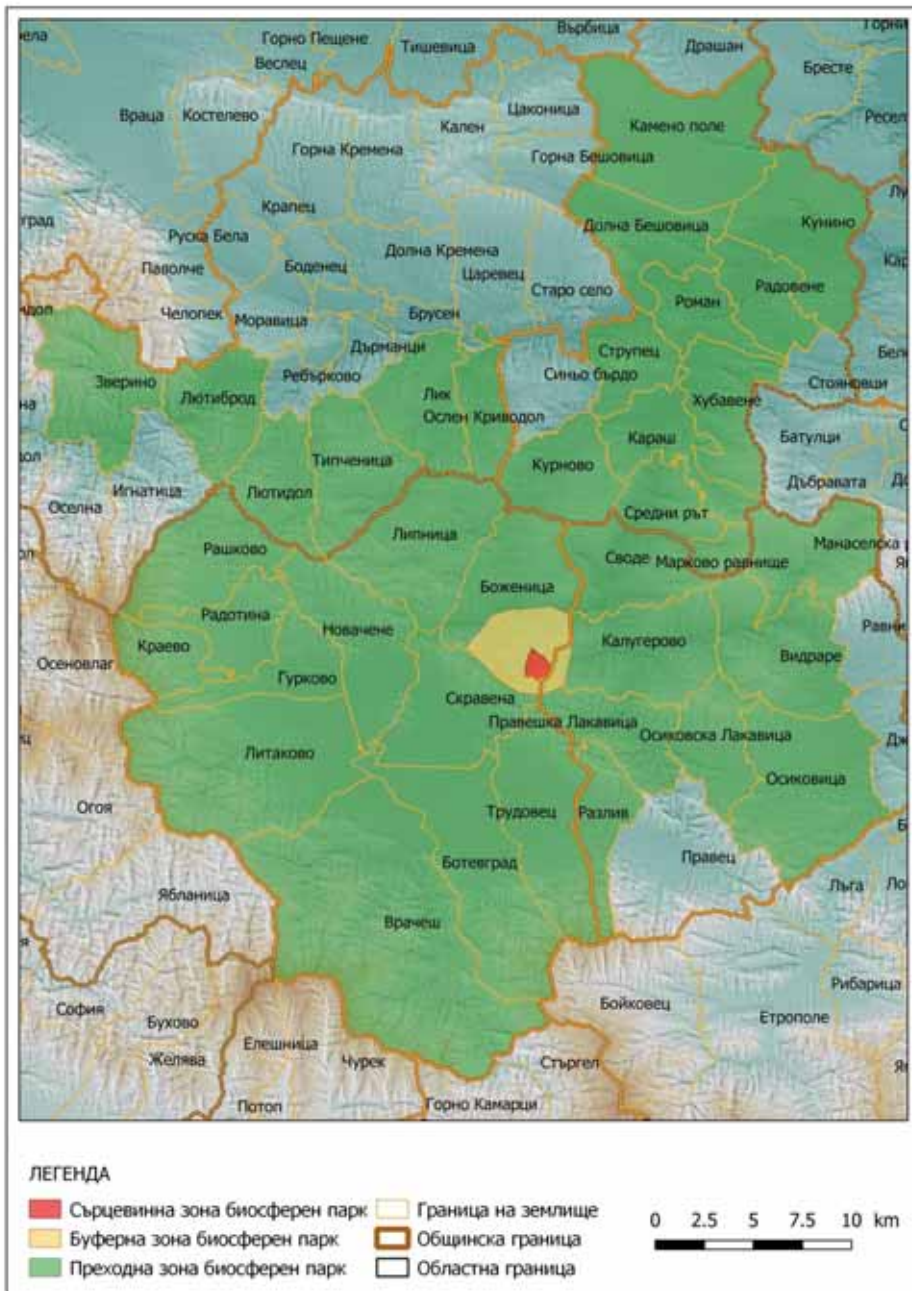 Горно Пещене
Тишевица
Върбица
Драшан
Веслец
Бресте
Враца
Костелево
Кален
Цаконица
Камено поле
Горна Кремена
Горна Бешовица
Крапец
Долна Бешовица
Кунино
Руска Бела
Боденец
Долна Кремена
Царевец
Паволче
Старо село
Роман
Радовене
Челопек
Моравица
Брусен
Дърманци
Струпец
Зверино
Ребърково
Синьо бърдо
Стояновци
Лютиброд
Лик
Хубавене
Ослен Криводол
Караш
Батулци
Типченица
Курново
Игнатица
Лютидол
Дъбравата
Оселна
Средни рът
Липница
Рашково
Своде
Марково равнище
Манаселска р
Боженица
Радотина
Новачене
Краево
Калугерово
Видраре
Осеновлаг
Гурково
Скравена
Правешка Лакавица
Осиковска Лакавица
Литаково
Осиковица
Огоя
Трудовец
Разлив
Ботевград
Правец
Ябланица
Врачеш
Лъга
Рибарица
София
Бойковец
Бухово
Етрополе
Елешница
Желява
Чурек
Стъргел
Потоп
Горно Камарци
ЛЕГЕНДА
Сърцевинна зона биосферен парк
Граница на землище
0 2.5 5 7.5 10 km
Буферна зона биосферен парк
Общинска граница
Преходна зона биосферен парк
Областна граница